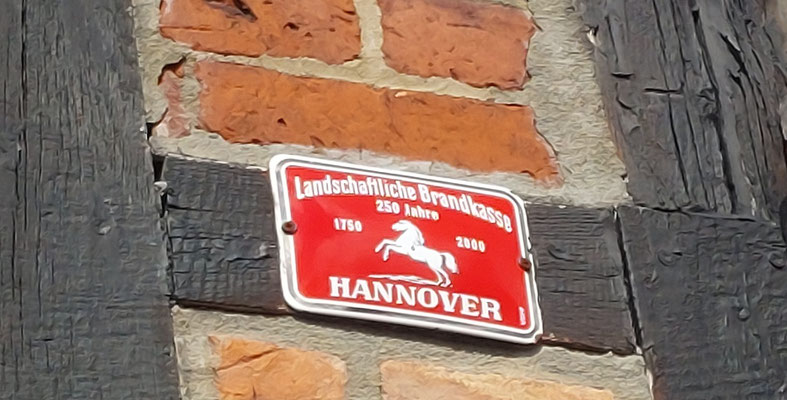 Landschaftliche Brandkasse
250 Jahre
1750 2000
HANNOVER